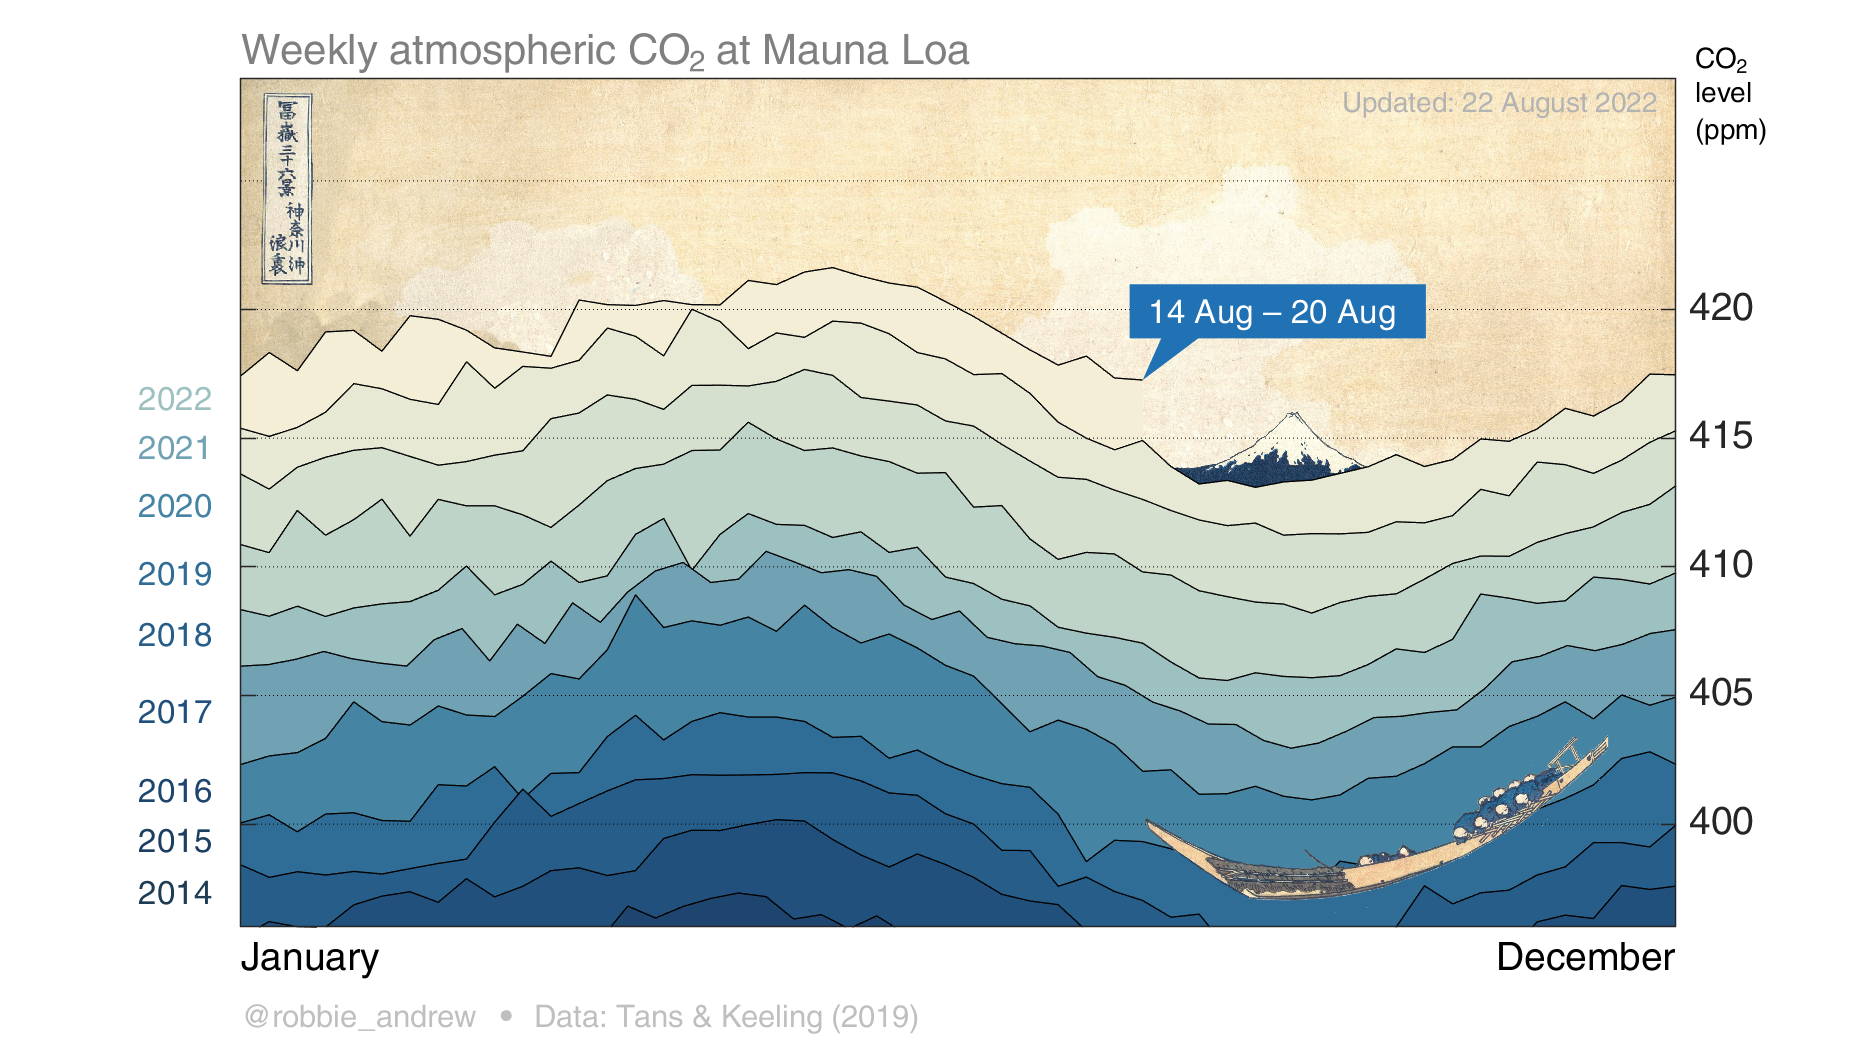 Weekly atmospheric CO₂ at Mauna Loa
CO₂
level
(ppm)
Updated: 22 August 2022
冨嶽三十六景
神奈川沖
浪裏
14 Aug – 20 Aug
420
415
410
405
400
2022
2021
2020
2019
2018
2017
2016
2015
2014
January
December
@robbie_andrew • Data: Tans & Keeling (2019)